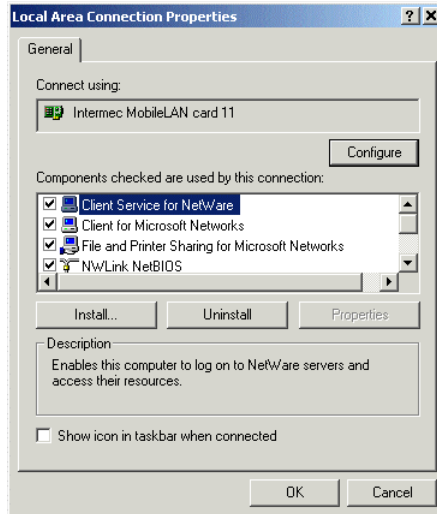 Local Area Connection Properties
General
Connect using:
Intermec MobileLAN card 11
Configure
Components checked are used by this connection:
Client Service for NetWare
Client for Microsoft Networks
File and Printer Sharing for Microsoft Networks
NWLink NetBIOS
Install... Uninstall Properties
Description
Enables this computer to log on to NetWare servers and
access their resources.
Show icon in taskbar when connected
OK Cancel